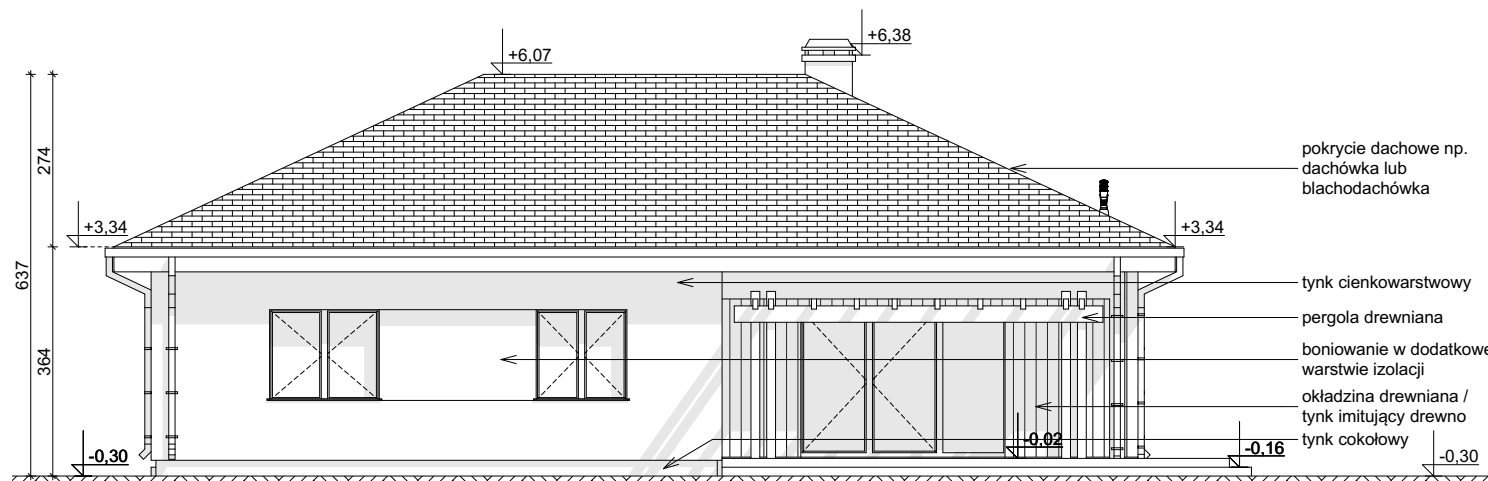 +6,38
+6,07
pokrycie dachowe np.
dachówka lub
blachodachówka
274
+3,34
+3,34
637
tynk cienkowarstwowy
pergola drewniana
boniowanie w dodatkowe
warstwie izolacji
364
okładzina drewniana /
tynk imitujący drewno
tynk cokołowy
-0,02
-0,16
-0,30
-0,30